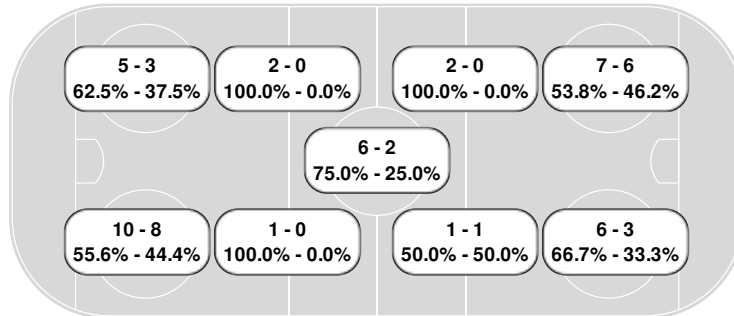 5 - 3
62.5% - 37.5%
2 - 0
100.0% - 0.0%
2 - 0
100.0% - 0.0%
7 - 6
53.8% - 46.2%
6 - 2
75.0% - 25.0%
10 - 8
55.6% - 44.4%
1 - 0
100.0% - 0.0%
1 - 1
50.0% - 50.0%
6 - 3
66.7% - 33.3%